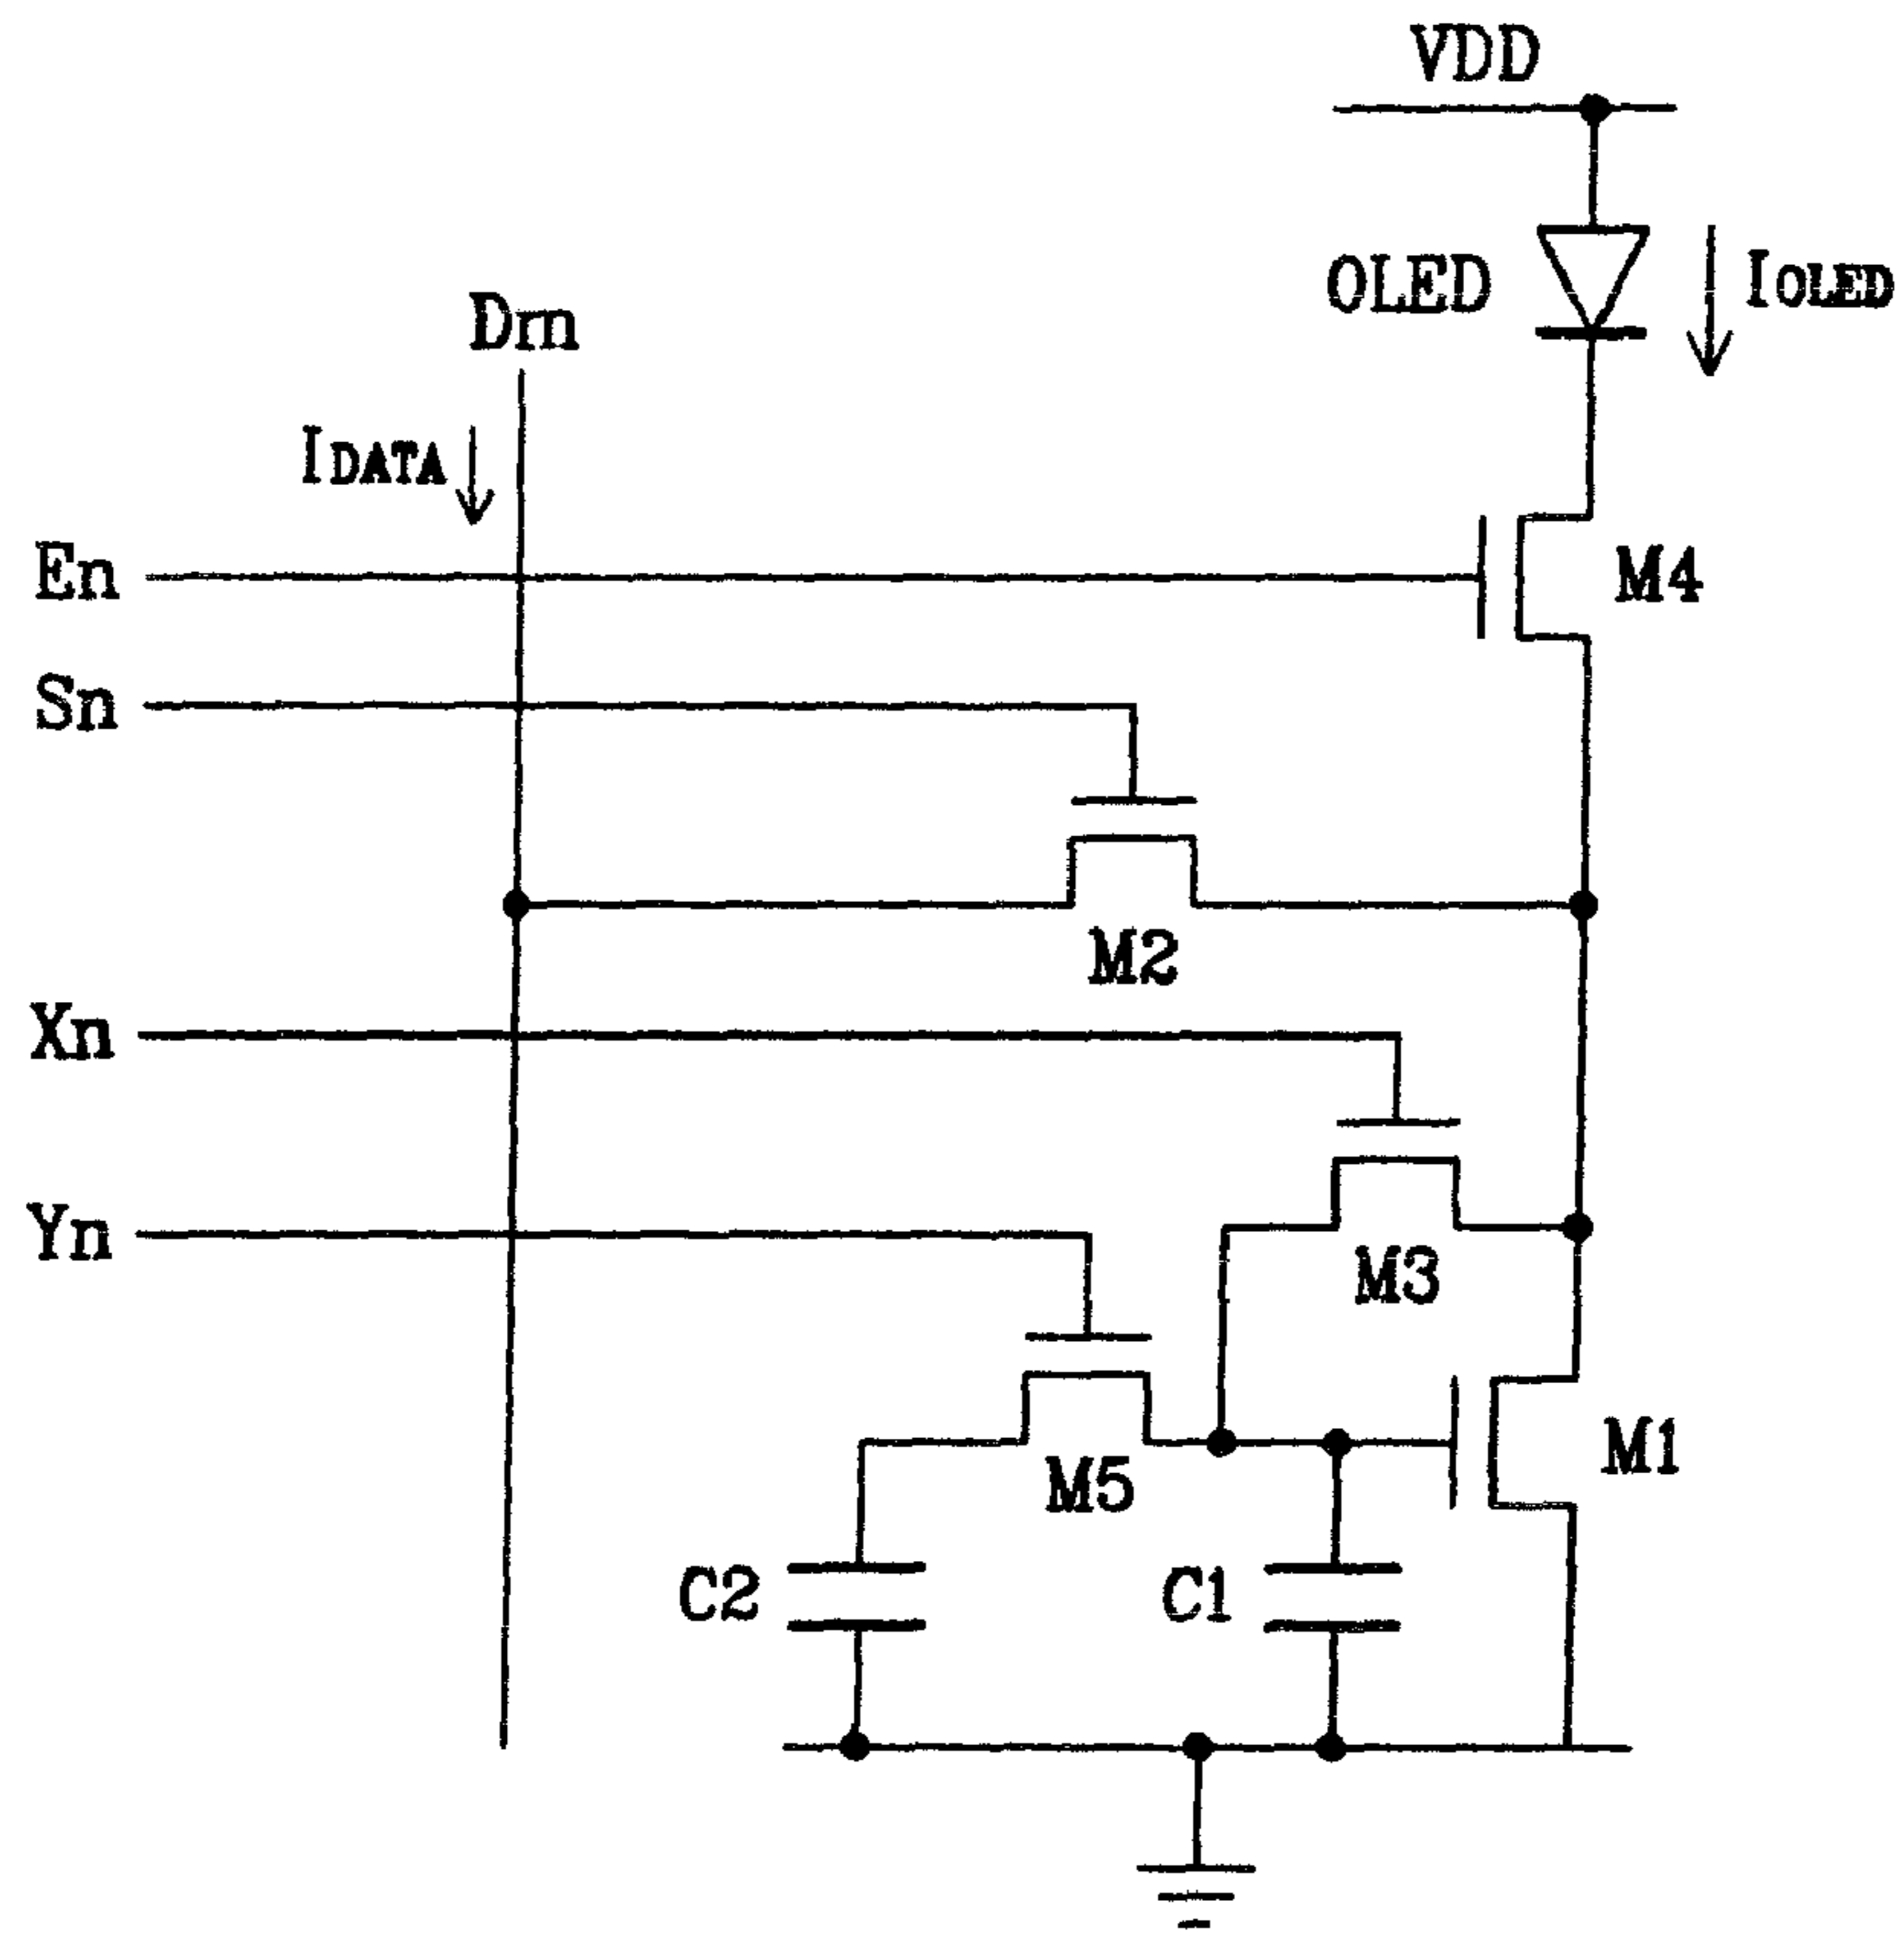 VDD
OLED
IOLED
Dm
IDATA
En
M4
Sn
M2
Xn
Yn
M3
M5
M1
C2
C1